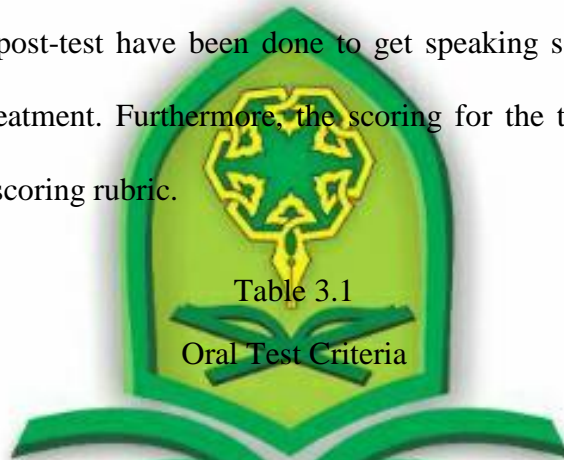 post-test have been done to get speaking s
eatment. Furthermore, the scoring for the t
scoring rubric.
Table 3.1
Oral Test Criteria